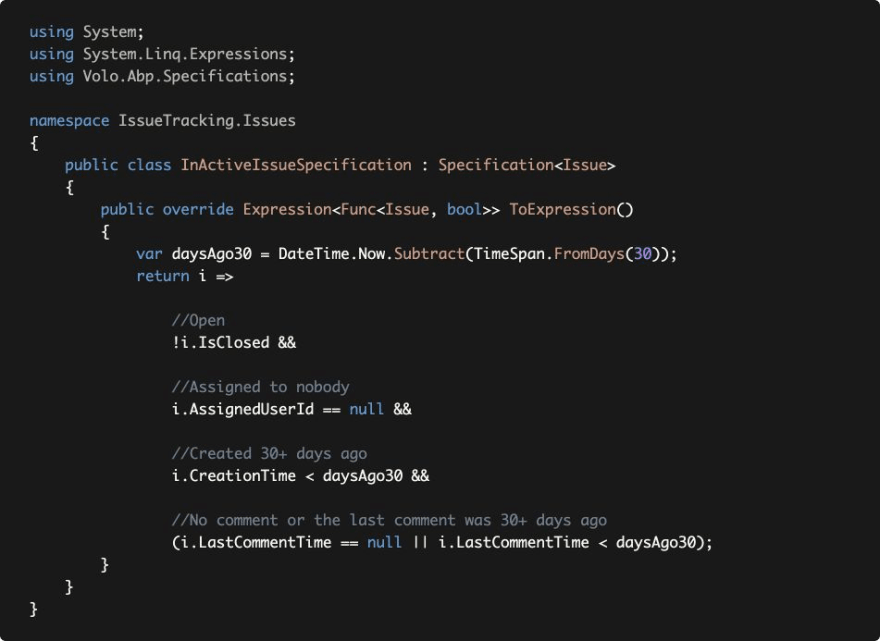 using System;
using System.Linq.Expressions;
using Volo.Abp.Specifications;

namespace IssueTracking.Issues
{
    public class InActiveIssueSpecification : Specification<Issue>
    {
        public override Expression<Func<Issue, bool>> ToExpression()
        {
            var daysAgo30 = DateTime.Now.Subtract(TimeSpan.FromDays(30));
            return i =>

                //Open
                !i.IsClosed &&

                //Assigned to nobody
                i.AssignedUserId == null &&

                //Created 30+ days ago
                i.CreationTime < daysAgo30 &&

                //No comment or the last comment was 30+ days ago
                (i.LastCommentTime == null || i.LastCommentTime < daysAgo30);
        }
    }
}